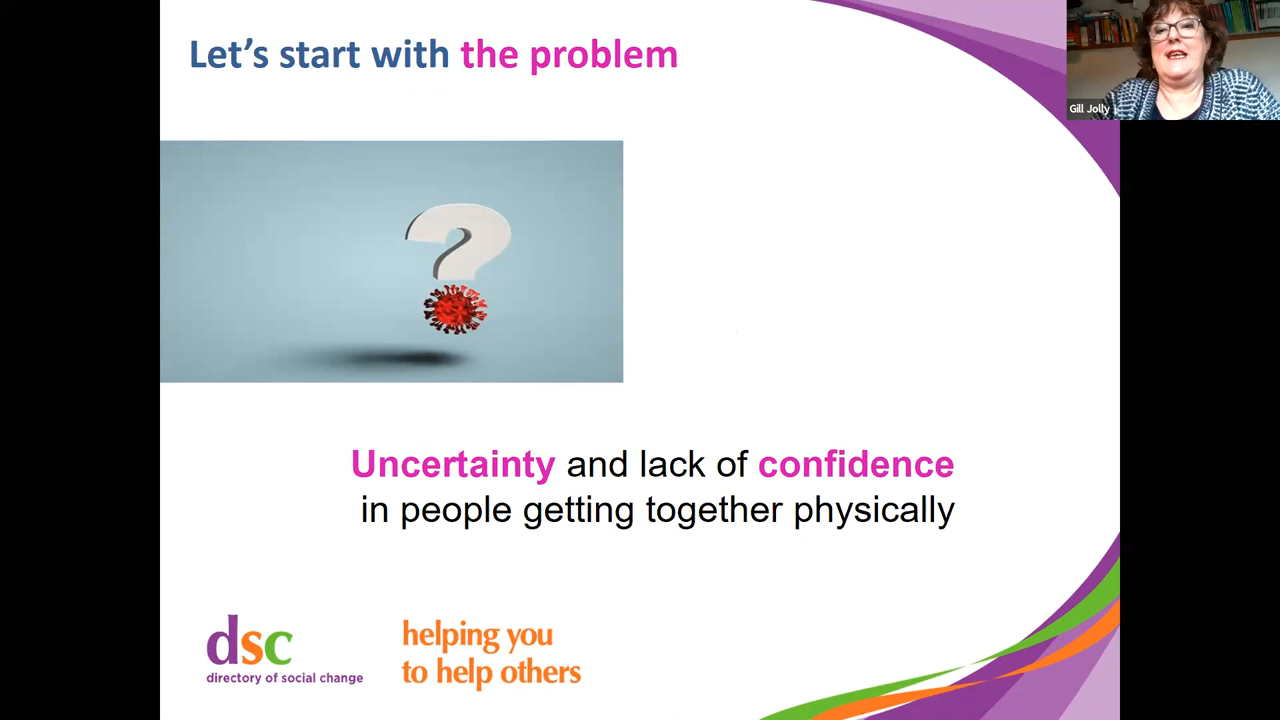 Let's start with the problem
Gill Jolly
Uncertainty and lack of confidence
in people getting together physically
dsc
directory of social change
helping you
to help others